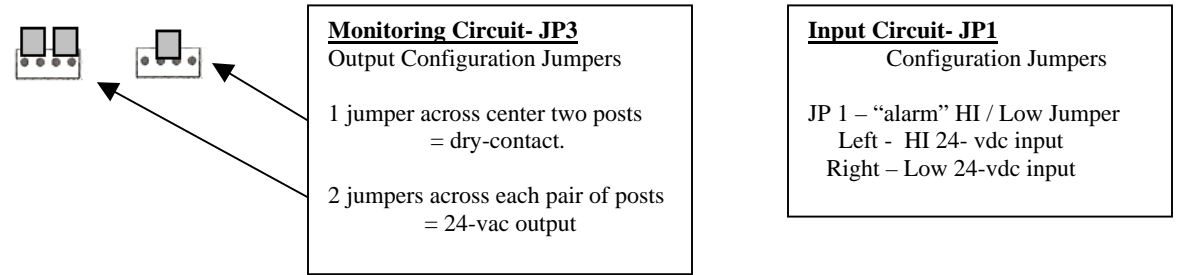 Monitoring Circuit- JP3
Output Configuration Jumpers
1 jumper across center two posts
= dry-contact.
2 jumpers across each pair of posts
= 24-vac output
Input Circuit- JP1
Configuration Jumpers
JP 1 – “alarm” HI / Low Jumper
Left - HI 24- vdc input
Right – Low 24-vdc input